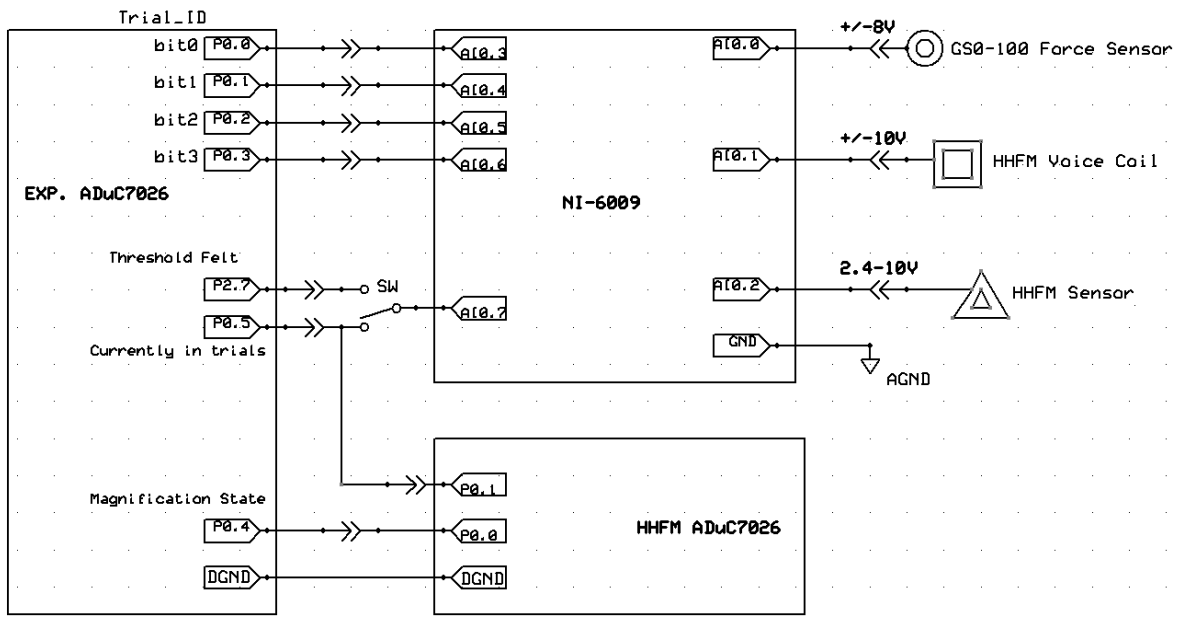 Trial_ID
bit0 P0.0 AI0.3 AI0.0 +/-8V GS0-100 Force Sensor
bit1 P0.1 AI0.4
bit2 P0.2 AI0.5
bit3 P0.3 AI0.6 AI0.1 +/-10V HHFM Voice Coil
EXP. ADuC7026
NI-6009
Threshold Felt
P2.7 SW AI0.2 2.4-10V HHFM Sensor
P0.5 AI0.7
Currently in trials
GND
AGND
P0.1
Magnification State
P0.4 P0.0 HHFM ADuC7026
DGND DGND